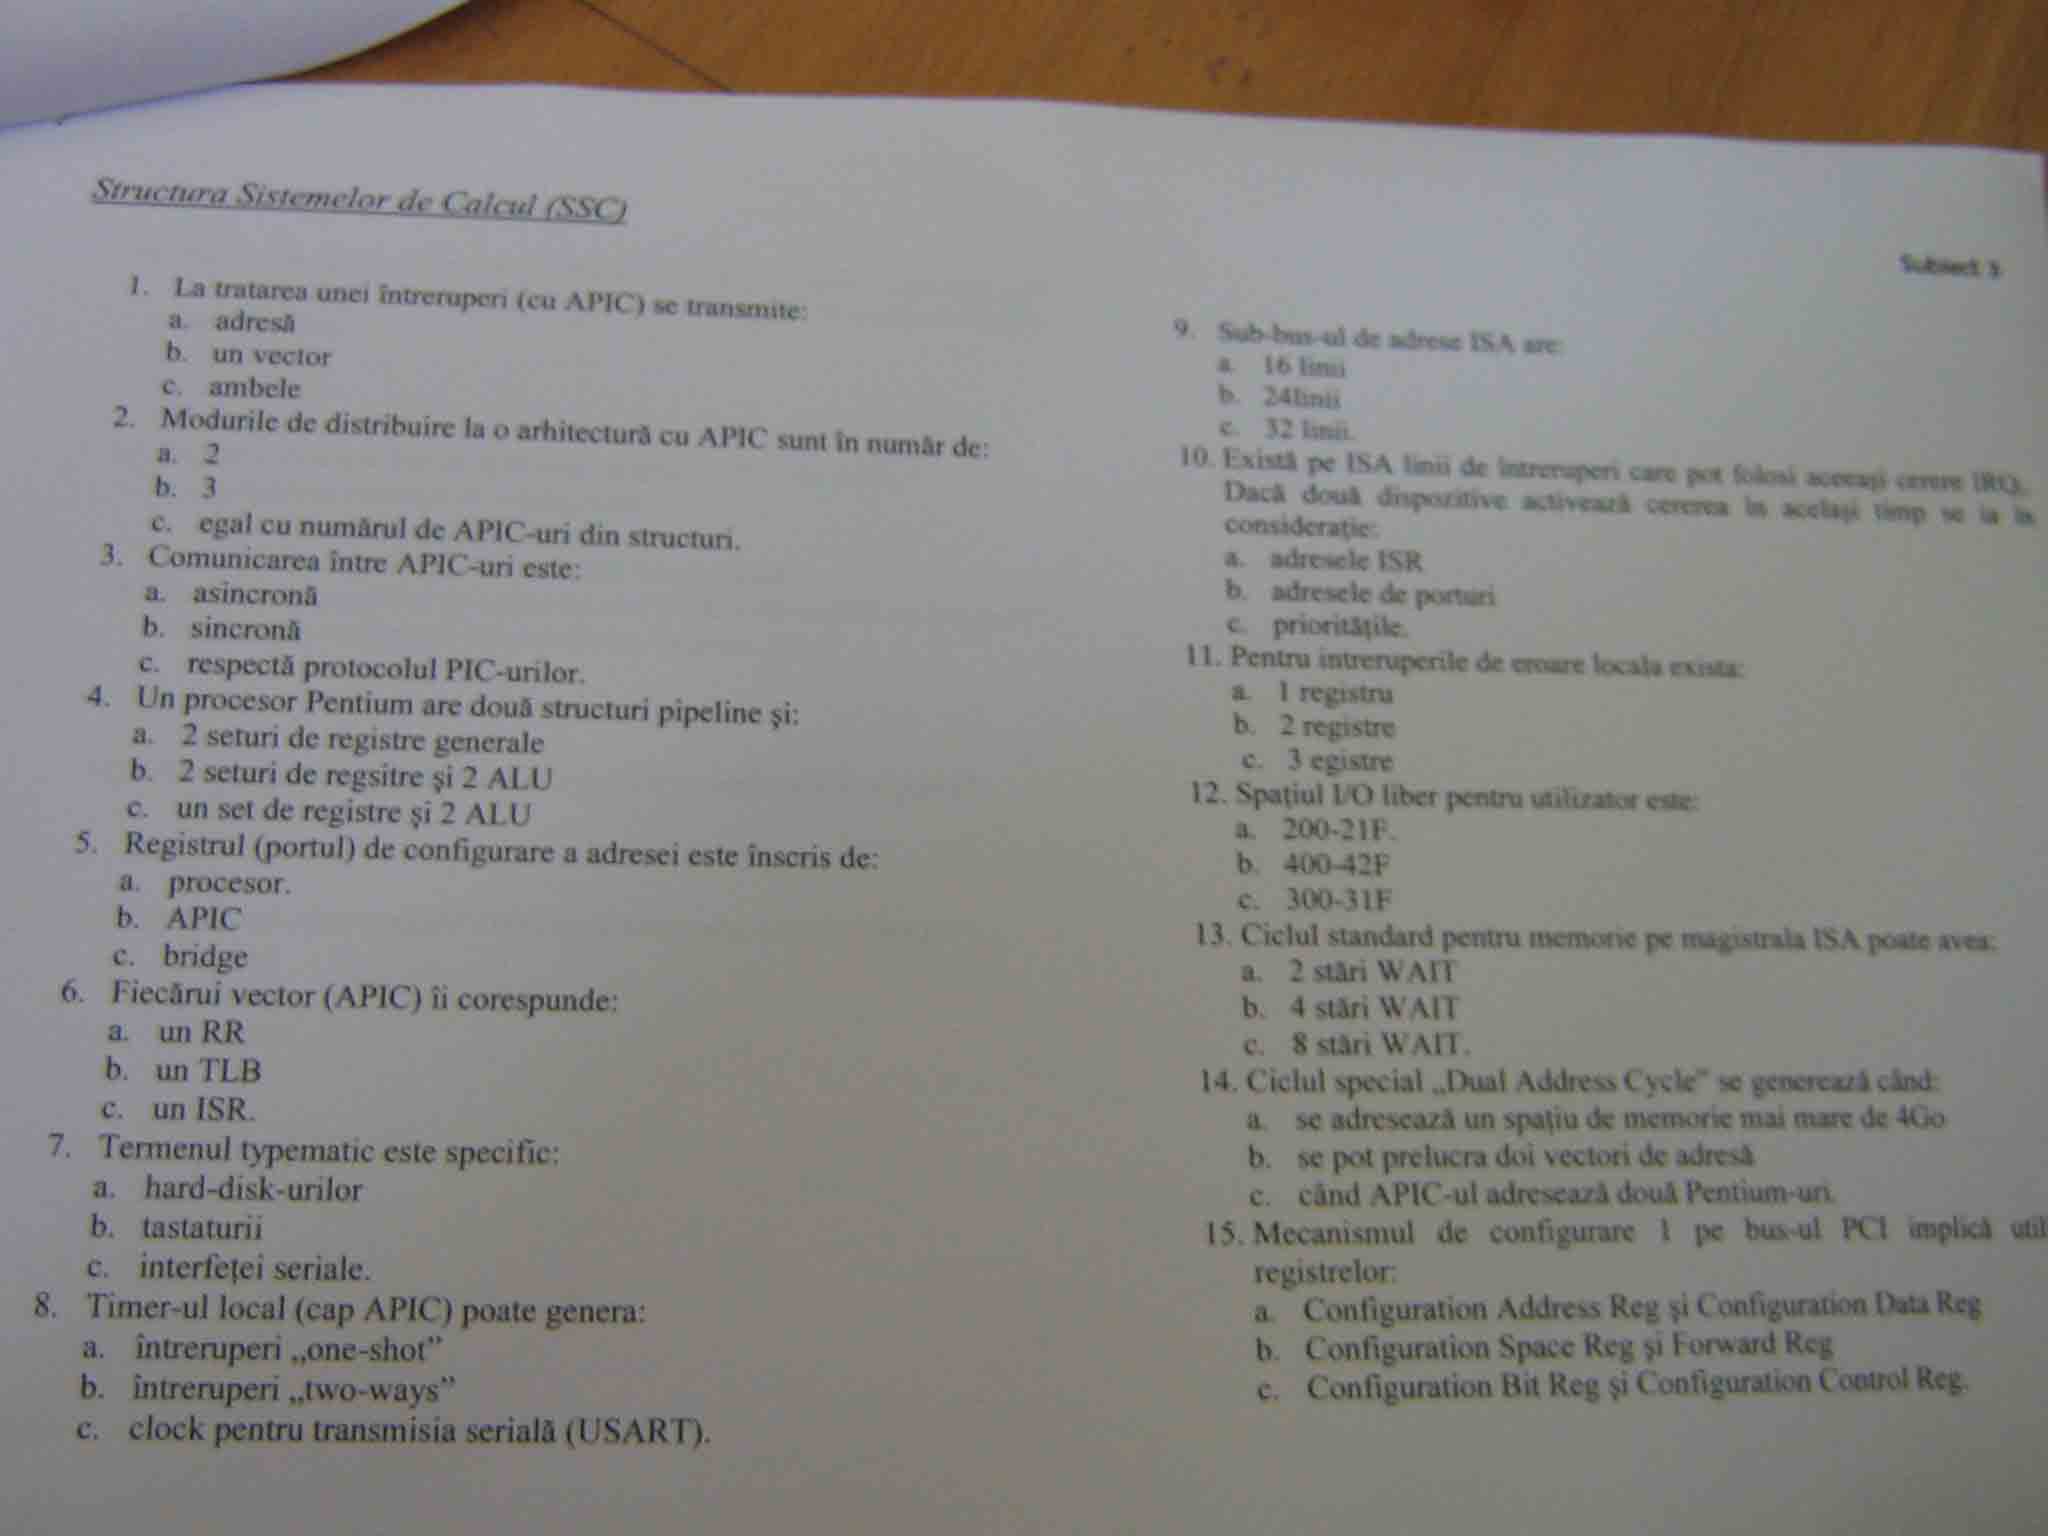 Structura Sistemelor de Calcul (SSC)
Subiect
1. La tratarea unei întreruperi (cu APIC) se transmite:
a. adresă
b. un vector
c. ambele
2. Modurile de distribuire la o arhitectură cu APIC sunt în număr de:
a. 2
b. 3
c. egal cu numărul de APIC-uri din structuri.
3. Comunicarea între APIC-uri este:
a. asincronă
b. sincronă
c. respectă protocolul PIC-urilor.
4. Un procesor Pentium are două structuri pipeline şi:
a. 2 seturi de registre generale
b. 2 seturi de regsitre şi 2 ALU
c. un set de registre şi 2 ALU
5. Registrul (portul) de configurare a adresei este înscris de:
a. procesor.
b. APIC
c. bridge
6. Fiecărui vector (APIC) îi corespunde:
a. un RR
b. un TLB
c. un ISR.
7. Termenul typematic este specific:
a. hard-disk-urilor
b. tastaturii
c. interfeţei seriale.
8. Timer-ul local (cap APIC) poate genera:
a. întreruperi „one-shot”
b. întreruperi „two-ways”
c. clock pentru transmisia serială (USART).
9. Sub-bus-ul de adrese ISA are:
a. 16 linii
b. 24linii
c. 32 linii.
10. Există pe ISA linii de întreruperi care pot folosi aceeaşi cerere IRQ.
Dacă două dispozitive activează cererea în acelaşi timp se ia în
consideraţie:
a. adresele ISR
b. adresele de porturi
c. priorităţile.
11. Pentru intreruperile de eroare locala exista:
a. 1 registru
b. 2 registre
c. 3 egistre
12. Spaţiul I/O liber pentru utilizator este:
a. 200-21F.
b. 400-42F
c. 300-31F
13. Ciclul standard pentru memorie pe magistrala ISA poate avea:
a. 2 stări WAIT
b. 4 stări WAIT
c. 8 stări WAIT.
14. Ciclul special „Dual Address Cycle” se generează când:
a. se adresează un spaţiu de memorie mai mare de 4Go
b. se pot prelucra doi vectori de adresă
c. când APIC-ul adresează două Pentium-uri.
15. Mecanismul de configurare 1 pe bus-ul PCI implică util
registrelor:
a. Configuration Address Reg şi Configuration Data Reg
b. Configuration Space Reg şi Forward Reg
c. Configuration Bit Reg şi Configuration Control Reg.